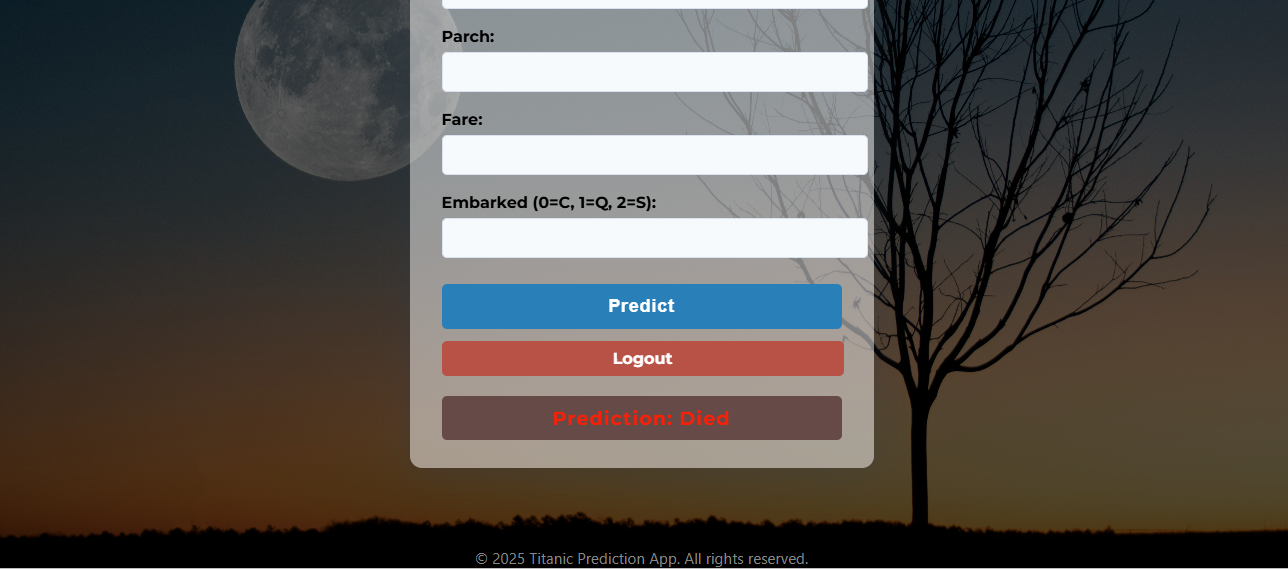 Parch:
Fare:
Embarked (0=C, 1=Q, 2=S):
Predict
Logout
Prediction: Died
© 2025 Titanic Prediction App. All rights reserved.